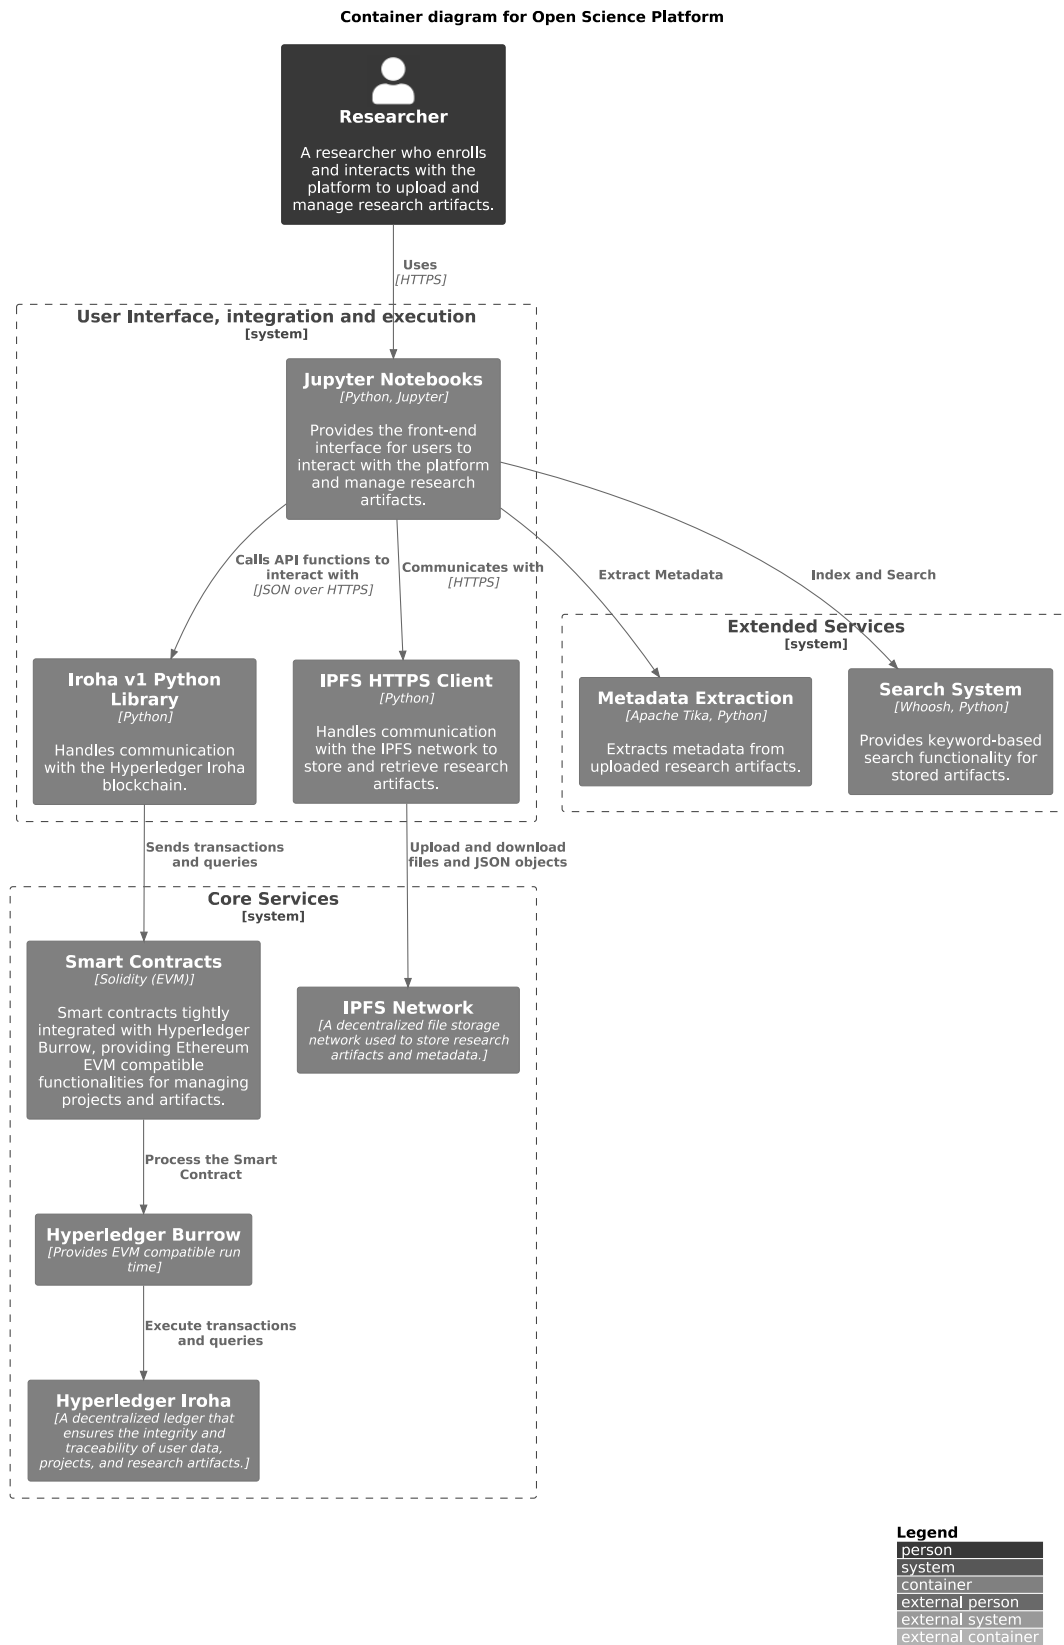 Container diagram for Open Science Platform
Researcher
A researcher who enrolls
and interacts with the
platform to upload and
manage research artifacts.
Uses
[HTTPS]
User Interface, integration and execution
[system]
Jupyter Notebooks
[Python, Jupyter]
Provides the front-end
interface for users to
interact with the platform
and manage research
artifacts.
Calls API functions to
interact with
[JSON over HTTPS]
Communicates with
[HTTPS]
Extract Metadata
Index and Search
Iroha v1 Python
Library
[Python]
Handles communication
with the Hyperledger Iroha
blockchain.
IPFS HTTPS Client
[Python]
Handles communication
with the IPFS network to
store and retrieve research
artifacts.
Extended Services
[system]
Metadata Extraction
[Apache Tika, Python]
Extracts metadata from
uploaded research artifacts.
Search System
[Whoosh, Python]
Provides keyword-based
search functionality for
stored artifacts.
Sends transactions
and queries
Upload and download
files and JSON objects
Core Services
[system]
Smart Contracts
[Solidity (EVM)]
Smart contracts tightly
integrated with Hyperledger
Burrow, providing Ethereum
EVM compatible
functionalities for managing
projects and artifacts.
IPFS Network
[A decentralized file storage
network used to store research
artifacts and metadata.]
Process the Smart
Contract
Hyperledger Burrow
[Provides EVM compatible run
time]
Execute transactions
and queries
Hyperledger Iroha
[A decentralized ledger that
ensures the integrity and
traceability of user data,
projects, and research artifacts.]
Legend
person
system
container
external person
external system
external container